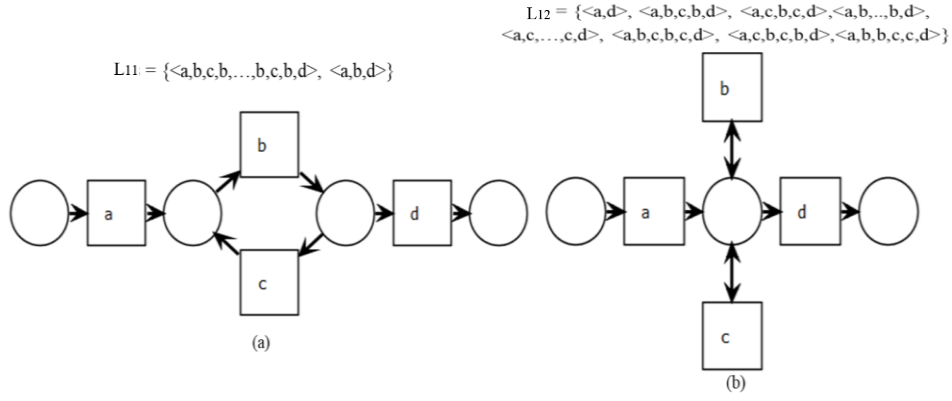 L12 = {<a,d>, <a,b,c,b,d>, <a,c,b,c,d>,<a,b,..,b,d>,
<a,c,...,c,d>, <a,b,c,b,c,d>, <a,c,b,c,b,d>,<a,b,b,c,c,d>}
L11 = {<a,b,c,b,...,b,c,b,d>, <a,b,d>}
b
a
d
c
(a)
b
a
d
c
(b)